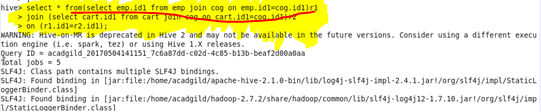 hive> select * from(select emp.id1 from emp join cog on emp.id1=cog.id1)r1
> join (select cart.id1 from cart join cog on cart.id1=cog.id1)r2
> on (r1.id1=r2.id1);
WARNING: Hive-on-MR is deprecated in Hive 2 and may not be available in the future versions. Consider using a different execu
tion engine (i.e. spark, tez) or using Hive 1.X releases.
Query ID = acadgild_20170504141151_7c6a87dd-c02d-4c85-b13b-beaf2d00a0aa
Total jobs = 5
SLF4J: Class path contains multiple SLF4J bindings.
SLF4J: Found binding in [jar:file:/home/acadgild/apache-hive-2.1.0-bin/lib/log4j-slf4j-impl-2.4.1.jar!/org/slf4j/impl/StaticL
oggerBinder.class]
SLF4J: Found binding in [jar:file:/home/acadgild/hadoop-2.7.2/share/hadoop/common/lib/slf4j-log4j12-1.7.10.jar!/org/slf4j/imp
l/StaticLoggerBinder.class]